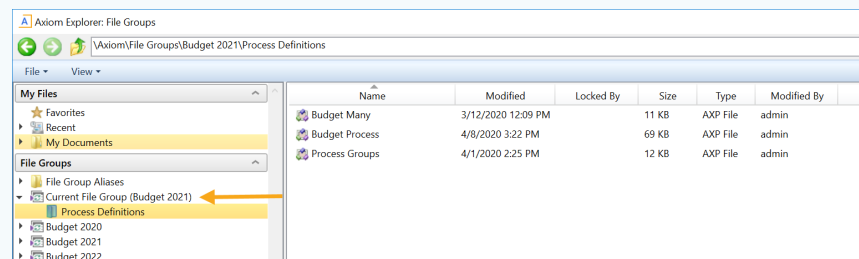 A Axiom Explorer: File Groups
\Axiom\File Groups\Budget 2021\Process Definitions
File View
My Files
Favorites
Recent
My Documents
File Groups
File Group Aliases
Current File Group (Budget 2021)
Process Definitions
Budget 2020
Budget 2021
Budget 2022
Name Modified Locked By Size Type Modified By
Budget Many 3/12/2020 12:09 PM 11 KB AXP File admin
Budget Process 4/8/2020 3:22 PM 69 KB AXP File admin
Process Groups 4/1/2020 2:25 PM 12 KB AXP File admin